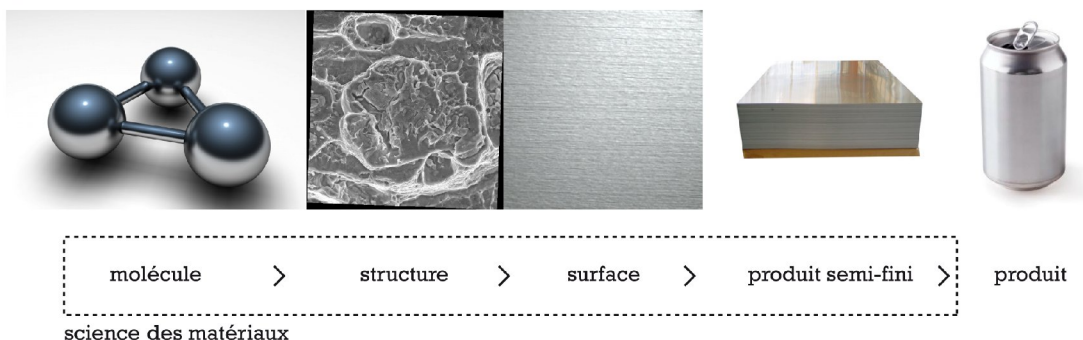 molécule > structure > surface > produit semi-fini > produit
science des matériaux